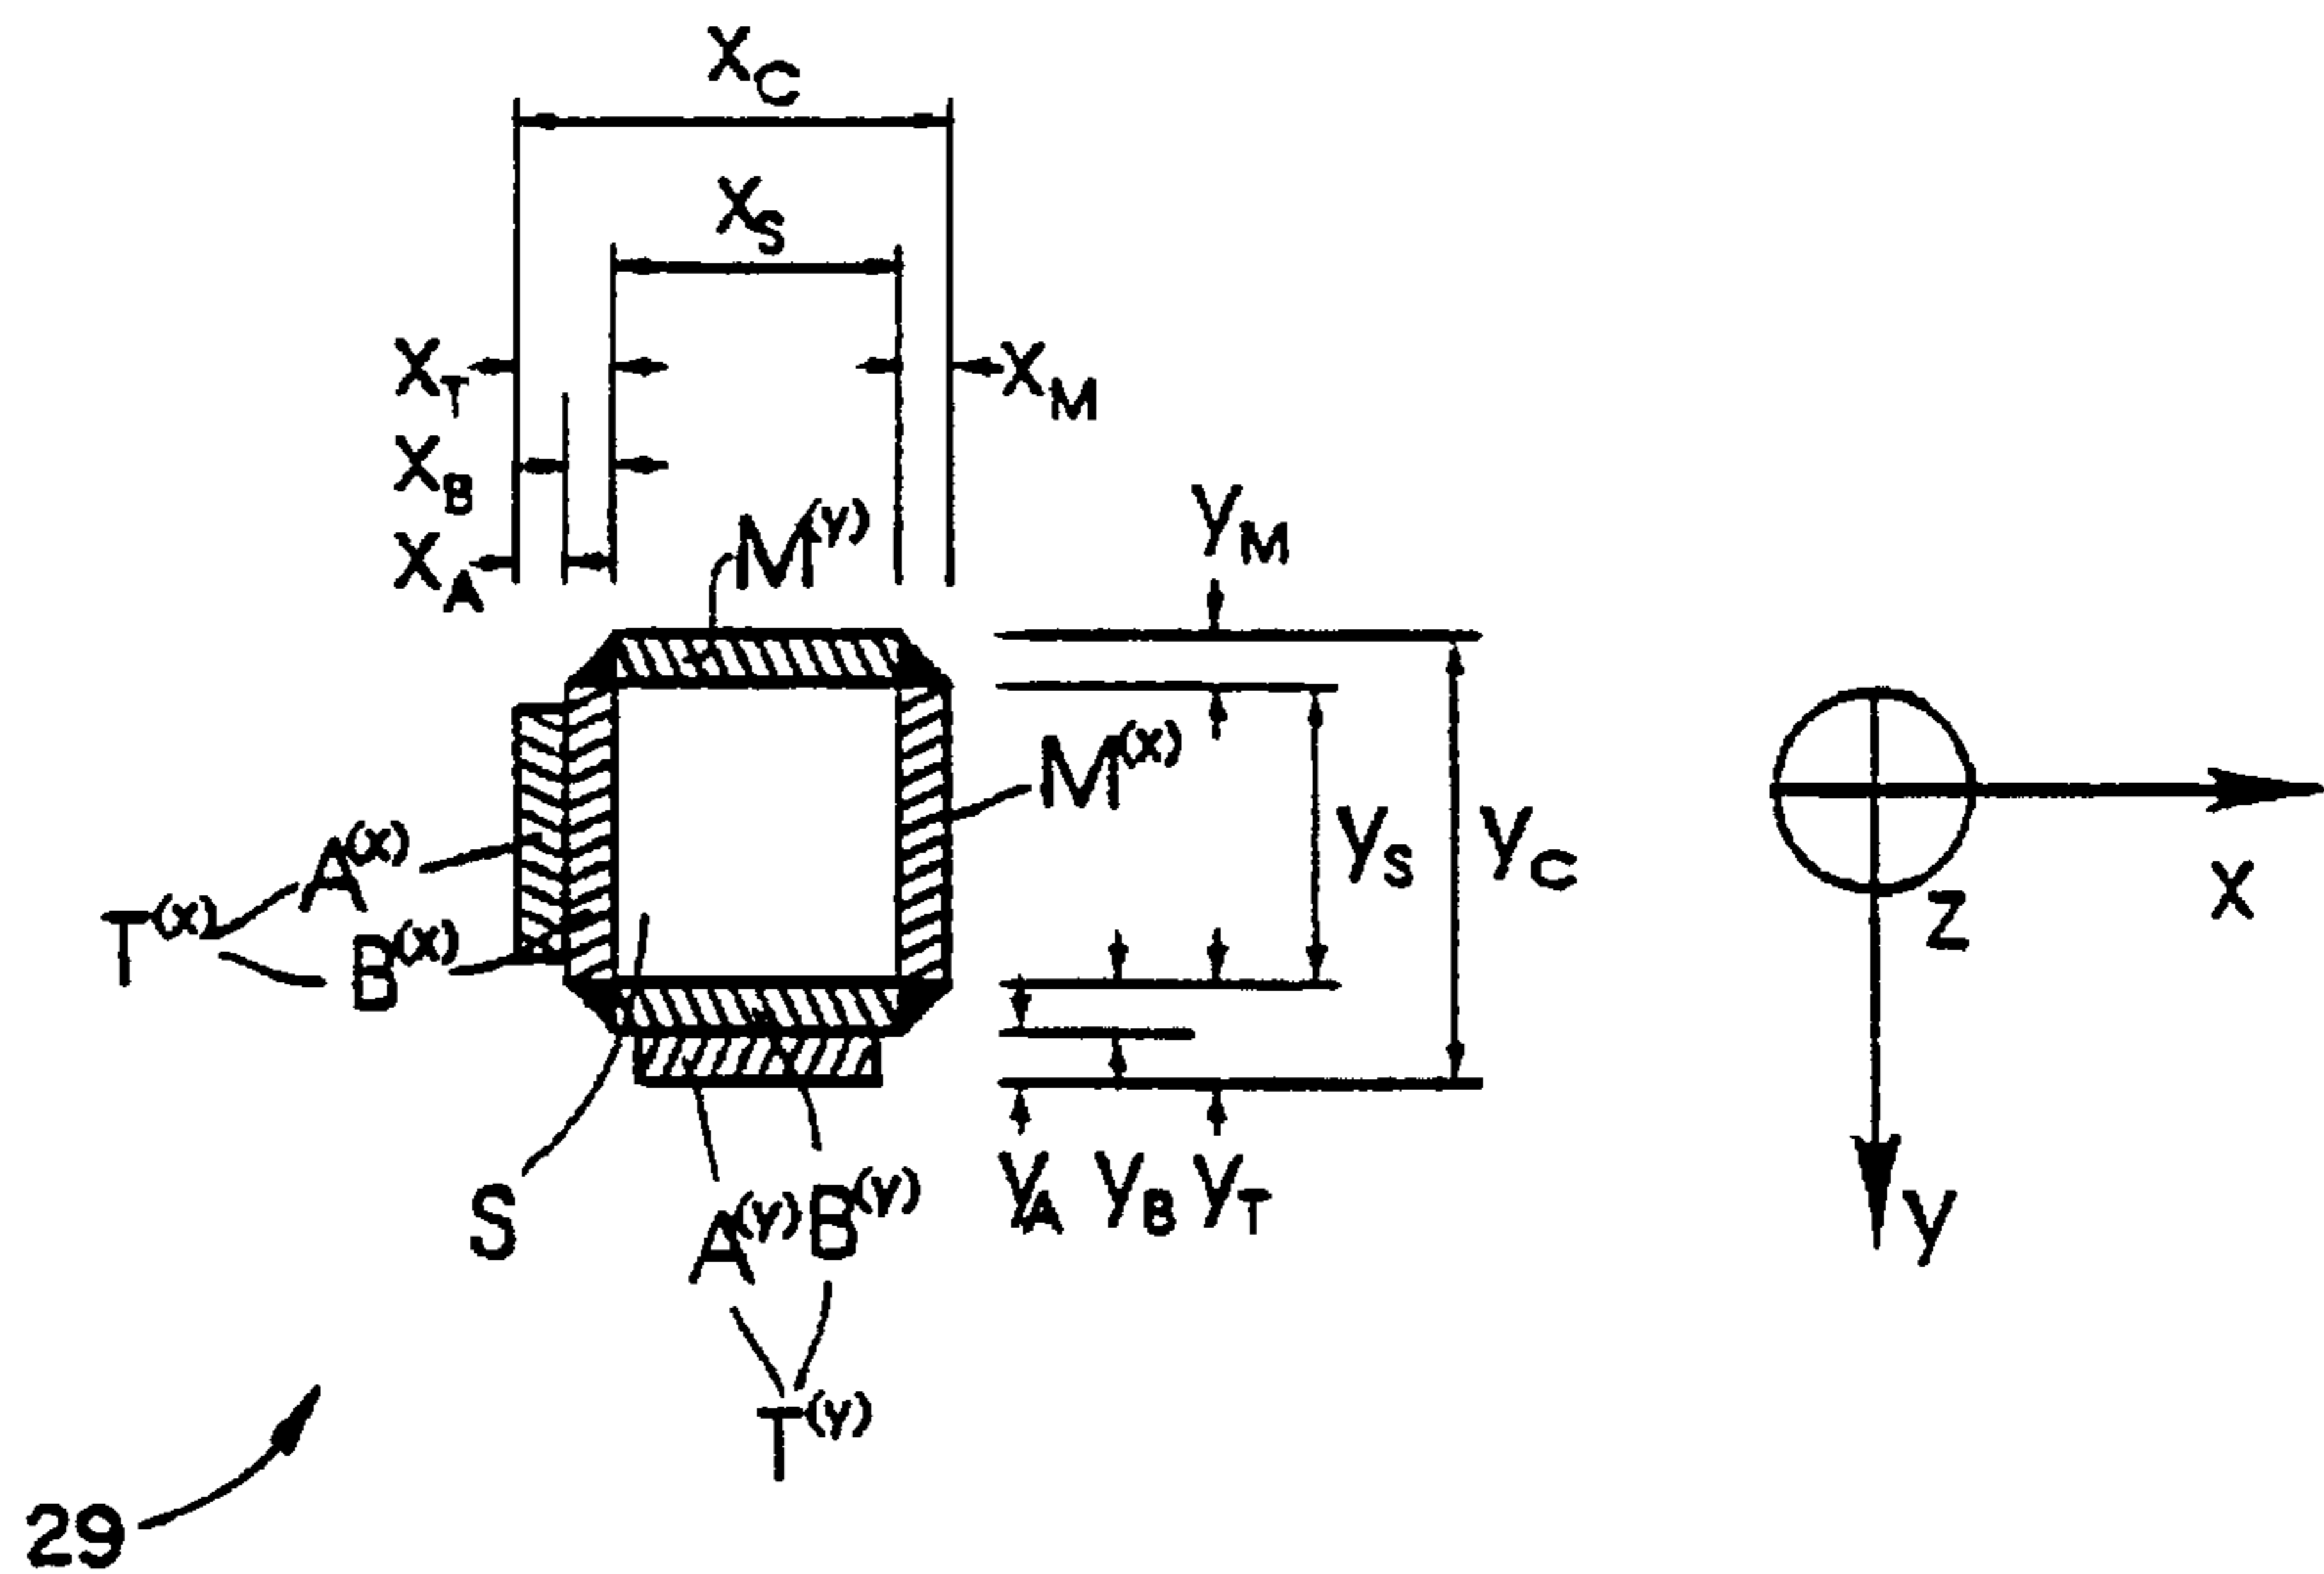 X_C
X_S
X_T X_M
X_B
X_A
M^(y)
Y_M
M^(x)
A^(x)
T^(x)
B^(x)
Y_S Y_C
X
Z
Y_A Y_B Y_T
y
S
A^(y) B^(y)
T^(y)
29